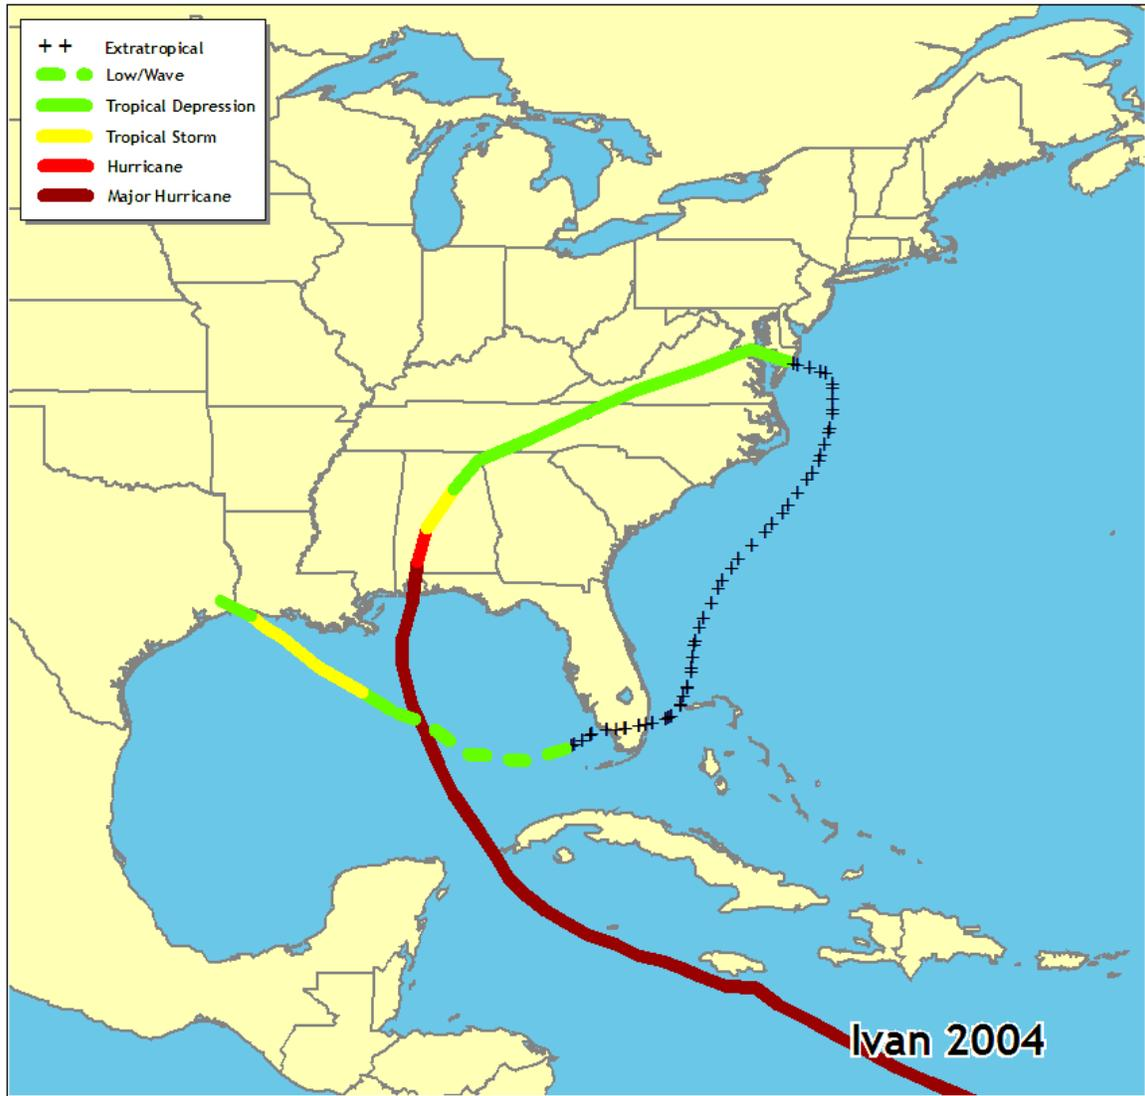 Extratropical
Low/Wave
Tropical Depression
Tropical Storm
Hurricane
Major Hurricane
Ivan 2004